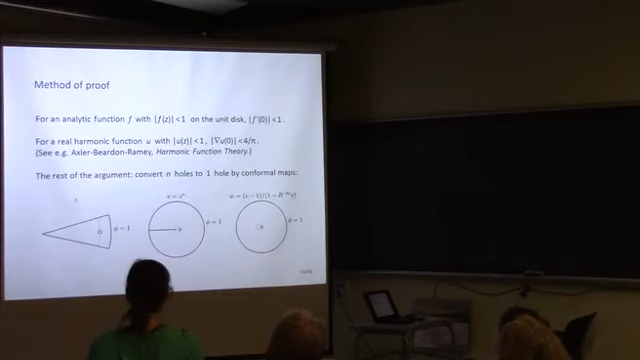 Method of proof
For an analytic function f with |f(z)| < 1 on the unit disk, |f'(0)| < 1.
For a real harmonic function u with |u(z)| < 1, |∇u(0)| < 4/π.
(See e.g. Axler-Beardon-Ramey, Harmonic Function Theory.)
The rest of the argument: convert n holes to 1 hole by conformal maps:
z
v = zⁿ
ϕ = 1
ϕ = 1
ϕ = 1